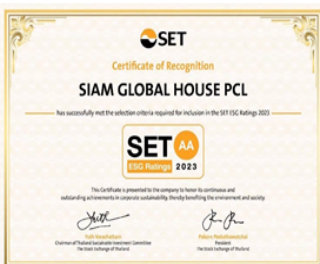 SET
Certificate of Recognition
SIAM GLOBAL HOUSE PCL
has successfully met the selection criteria required for inclusion in the SET ESG Ratings 2023
SET AA
ESG Ratings 2023
This Certificate is presented to the company to honor its continuous and
outstanding achievements in corporate sustainability, thereby benefiting the environment and society.
Chairman of Thailand Sustainable Investment Committee
President
The Stock Exchange of Thailand
The Stock Exchange of Thailand